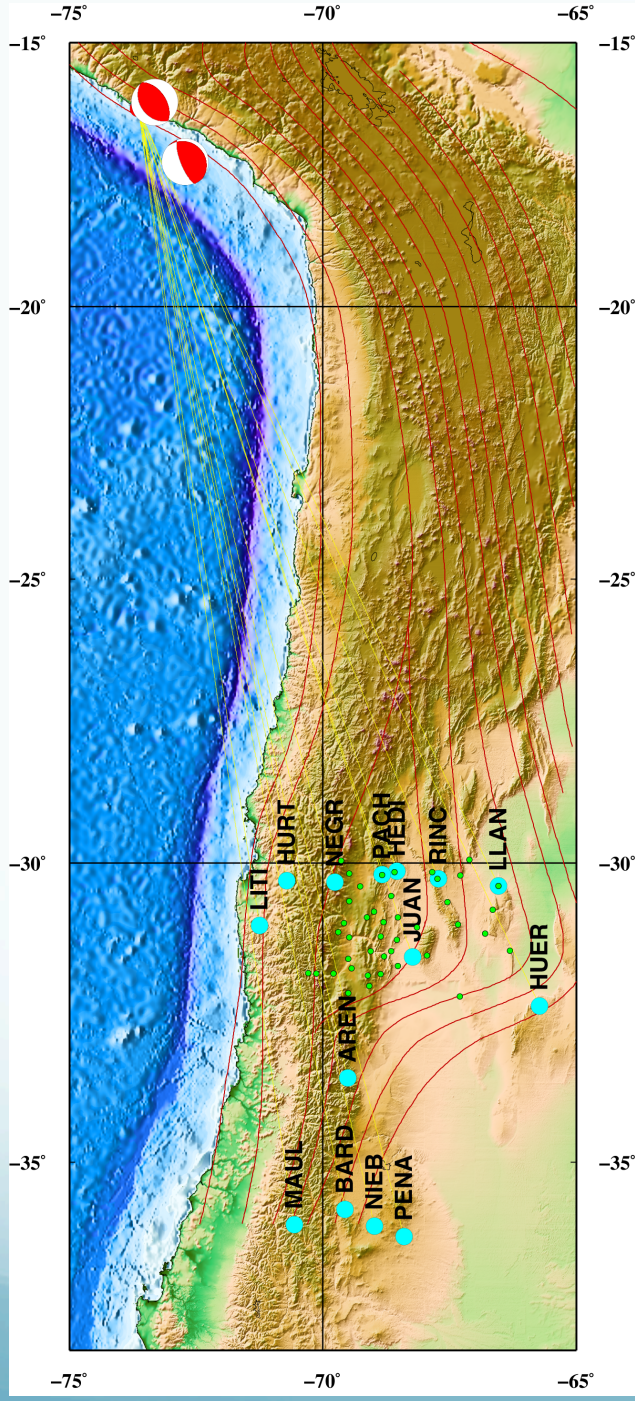 −75° −70° −65°
−15° −15°
−20° −20°
−25° −25°
−30° −30°
−35° −35°
LITI
HURT
NEGR
PACH
HEDI
RINC
LLAN
JUAN
HUER
AREN
MAUL
BARD
NIEB
PENA
−75° −70° −65°